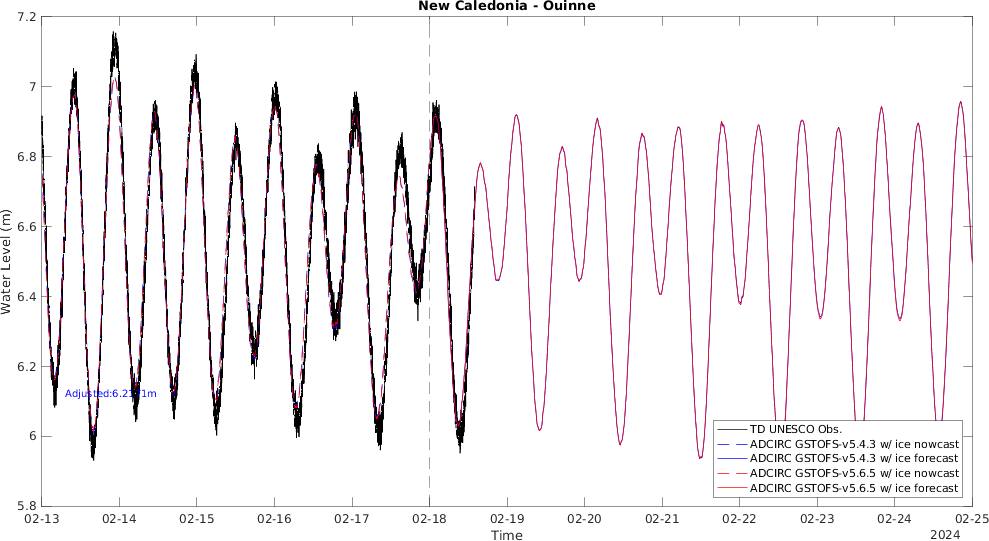 New Caledonia - Ouinne
7.2
7
6.8
6.6
6.4
6.2
6
5.8
Water Level (m)
Adjusted:6.2171m
TD UNESCO Obs.
ADCIRC GSTOFS-v5.4.3 w/ ice nowcast
ADCIRC GSTOFS-v5.4.3 w/ ice forecast
ADCIRC GSTOFS-v5.6.5 w/ ice nowcast
ADCIRC GSTOFS-v5.6.5 w/ ice forecast
02-13 02-14 02-15 02-16 02-17 02-18 02-19 02-20 02-21 02-22 02-23 02-24 02-25
Time
2024